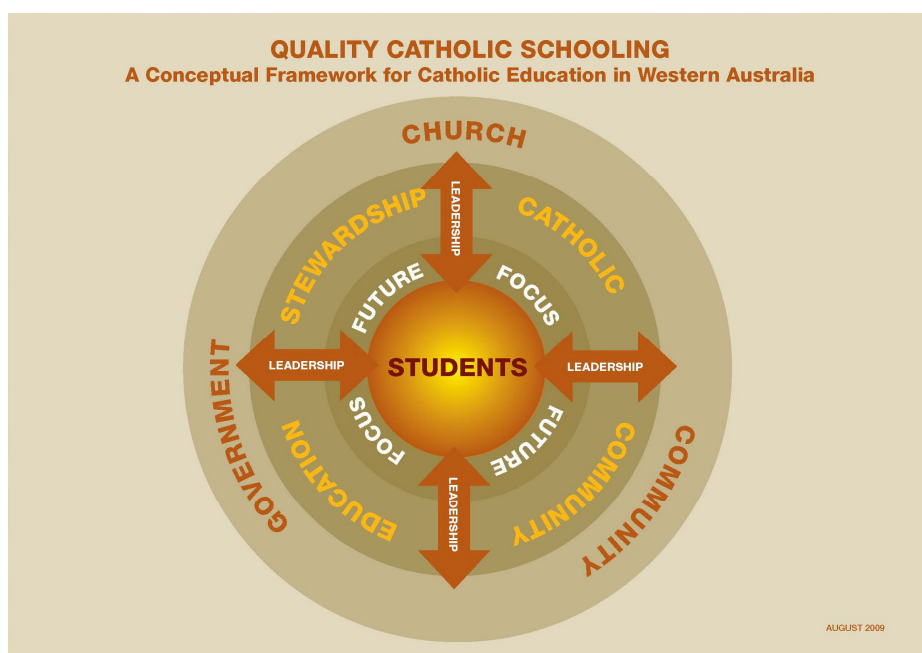 QUALITY CATHOLIC SCHOOLING
A Conceptual Framework for Catholic Education in Western Australia
CHURCH
LEADERSHIP
STEWARDSHIP
CATHOLIC
FUTURE
FOCUS
GOVERNMENT
LEADERSHIP
STUDENTS
LEADERSHIP
FOCUS
FUTURE
EDUCATION
COMMUNITY
COMMUNITY
LEADERSHIP
AUGUST 2009